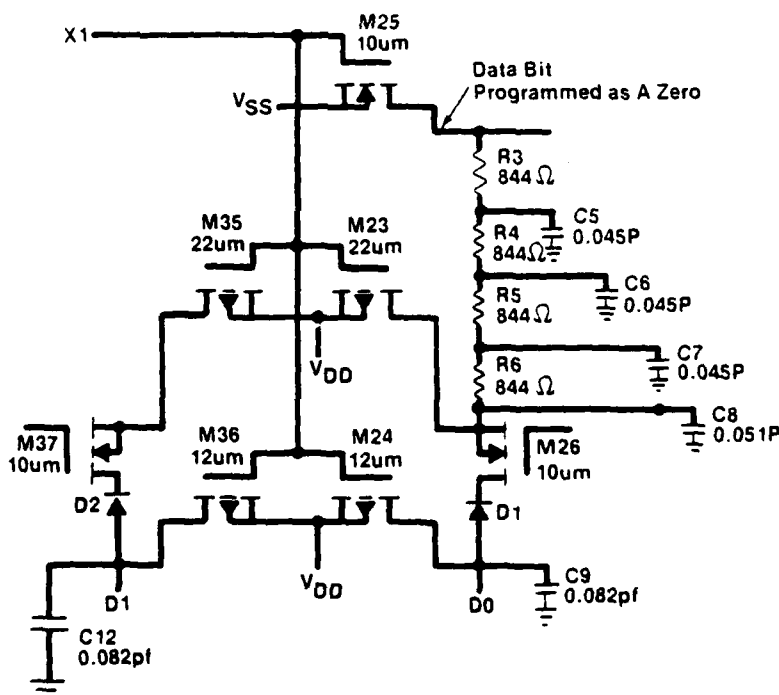 X1
M25
10um
VSS
Data Bit
Programmed as A Zero
R3
844Ω
C5
0.045P
M35
22um
M23
22um
R4
844Ω
C6
0.045P
R5
844Ω
VDD
C7
0.045P
R6
844 Ω
C8
0.051P
M37
10um
M36
12um
M24
12um
M26
10um
D2
D1
D1
VDD
D0
C9
0.082pf
C12
0.082pf